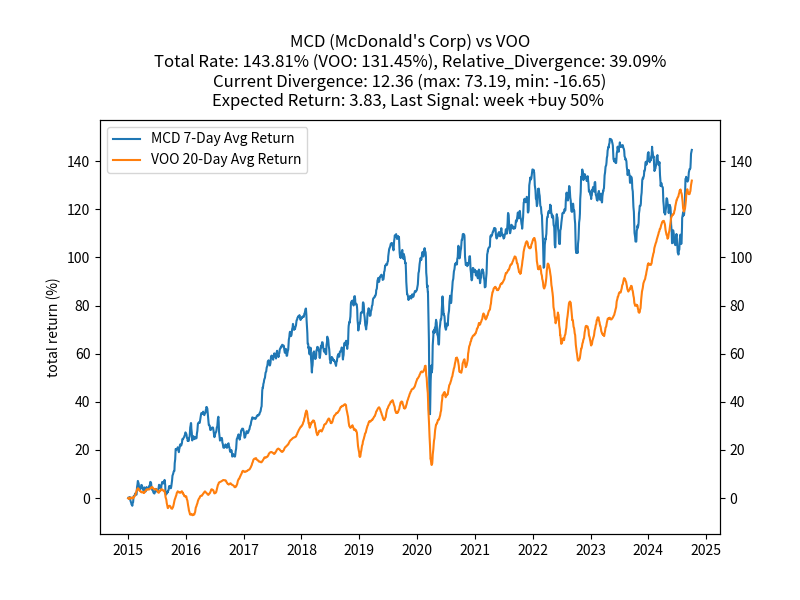 MCD (McDonald's Corp) vs VOO
Total Rate: 143.81% (VOO: 131.45%), Relative_Divergence: 39.09%
Current Divergence: 12.36 (max: 73.19, min: -16.65)
Expected Return: 3.83, Last Signal: week +buy 50%
MCD 7-Day Avg Return
VOO 20-Day Avg Return
total return (%)
140 140
120 120
100 100
80 80
60 60
40 40
20 20
0 0
2015 2016 2017 2018 2019 2020 2021 2022 2023 2024 2025